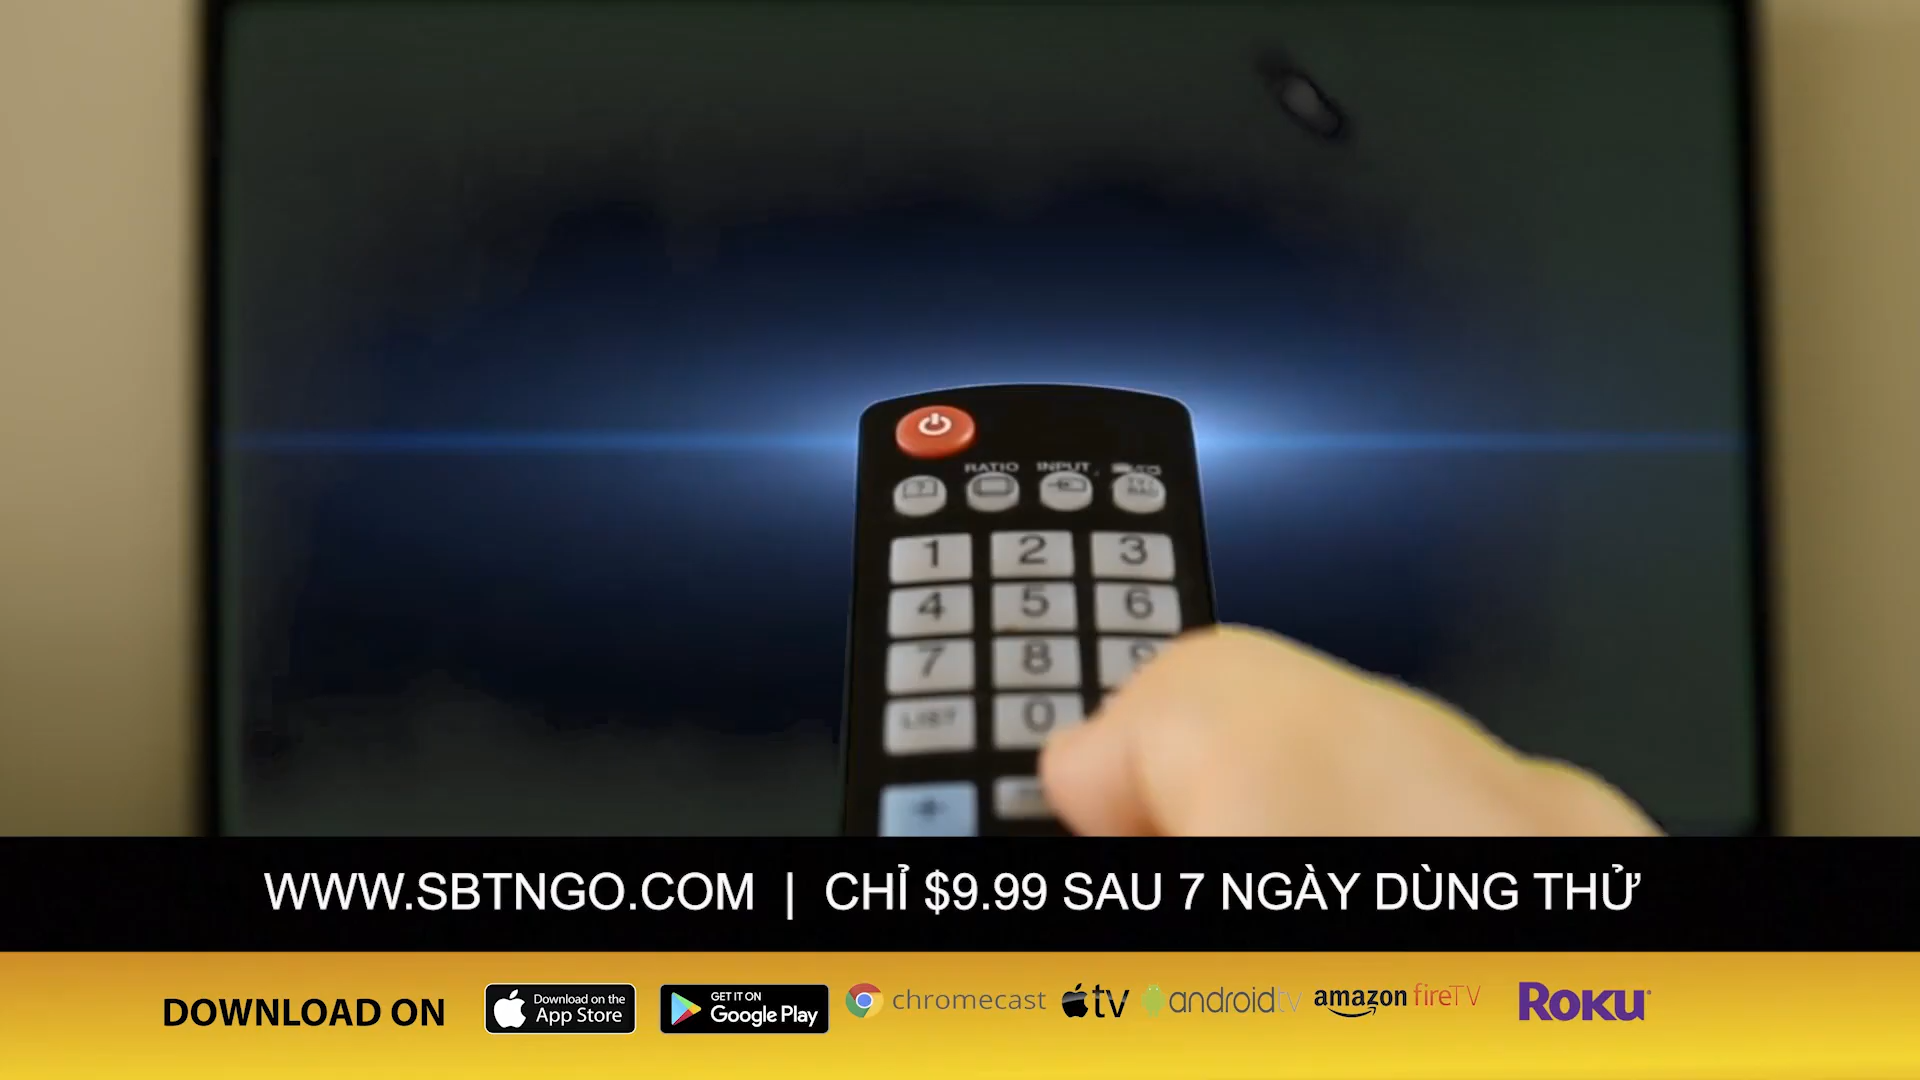 RATIO INPUT
1 2 3
4 5 6
7 8 9
LIST 0
WWW.SBTNGO.COM | CHỈ $9.99 SAU 7 NGÀY DÙNG THỬ
DOWNLOAD ON
Download on the
App Store
GET IT ON
Google Play
chromecast
tv
androidtv
amazon fireTV
ROKU